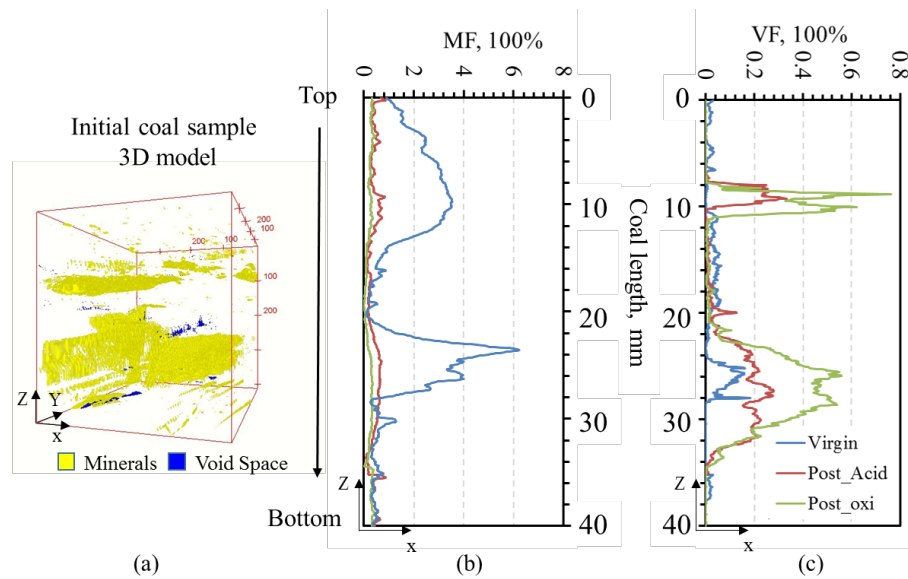 Top
Initial coal sample
3D model
200
100
200
100
200
100
100
200
Z
Y
x
Minerals
Void Space
Bottom
(a)
MF, 100%
0
2
4
6
8
0
10
20
30
40
Z
x
(b)
Coal length, mm
VF, 100%
0
0.2
0.4
0.6
0.8
0
10
20
30
40
Virgin
Post_Acid
Post_oxi
Z
x
(c)